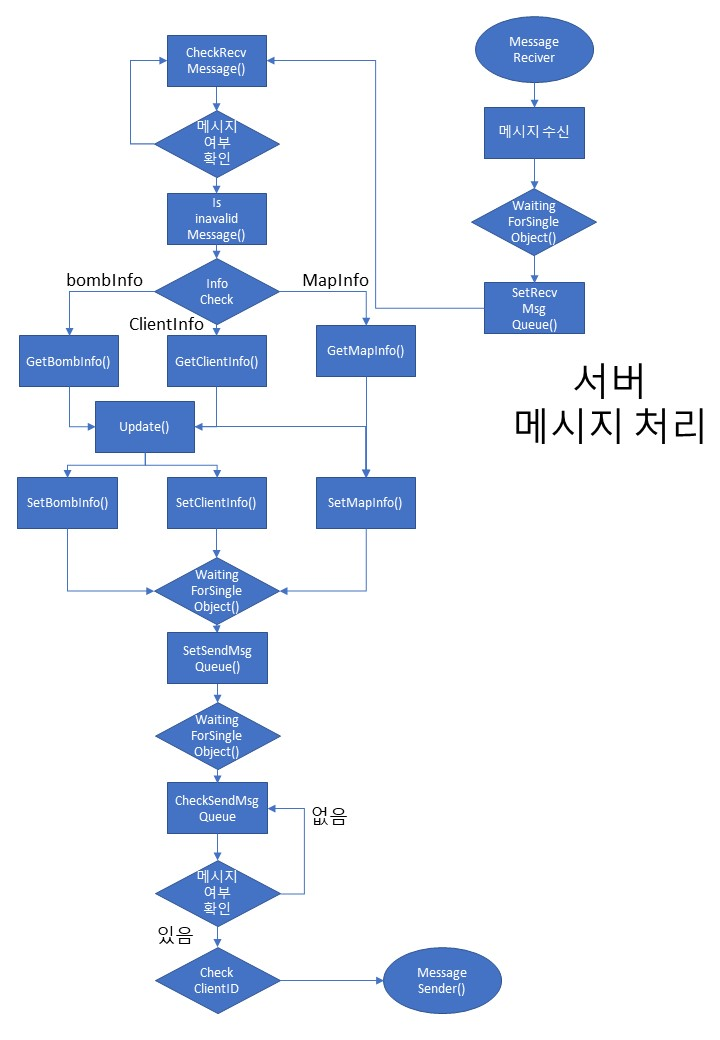 CheckRecv
Message()
Message
Reciver
메시지
여부
확인
메시지 수신
Is
inavalid
Message()
Waiting
ForSingle
Object()
Info
Check
bombInfo
MapInfo
ClientInfo
SetRecv
Msg
Queue()
GetBombInfo()
GetClientInfo()
GetMapInfo()
서버
메시지 처리
Update()
SetBombInfo()
SetClientInfo()
SetMapInfo()
Waiting
ForSingle
Object()
SetSendMsg
Queue()
Waiting
ForSingle
Object()
CheckSendMsg
Queue
없음
메시지
여부
확인
있음
Check
ClientID
Message
Sender()